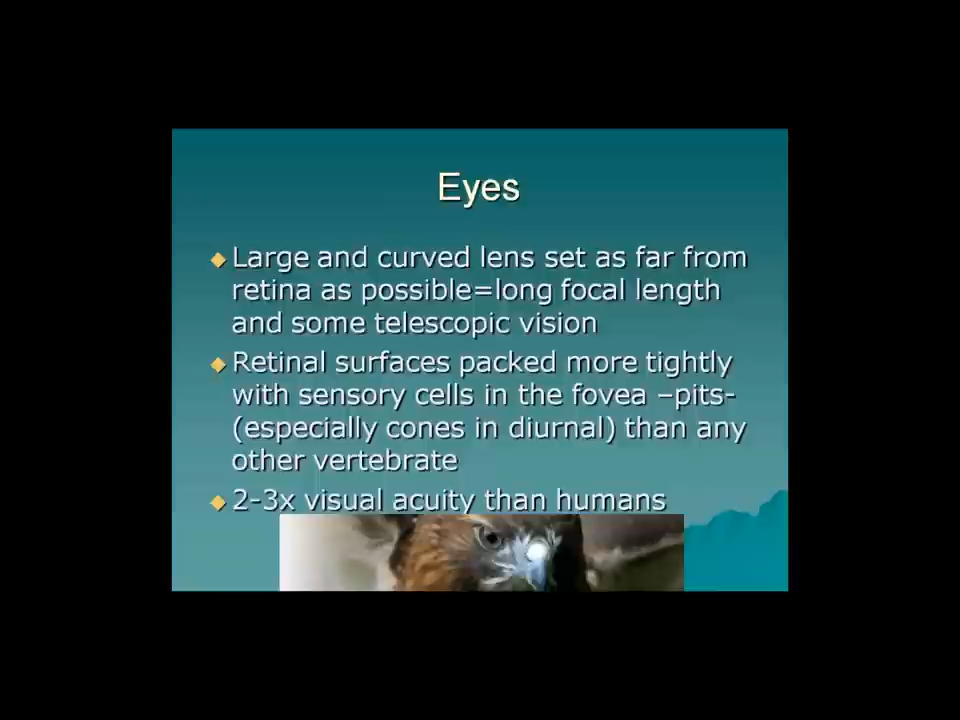 Eyes
Large and curved lens set as far from
retina as possible=long focal length
and some telescopic vision
Retinal surfaces packed more tightly
with sensory cells in the fovea –pits-
(especially cones in diurnal) than any
other vertebrate
2-3x visual acuity than humans